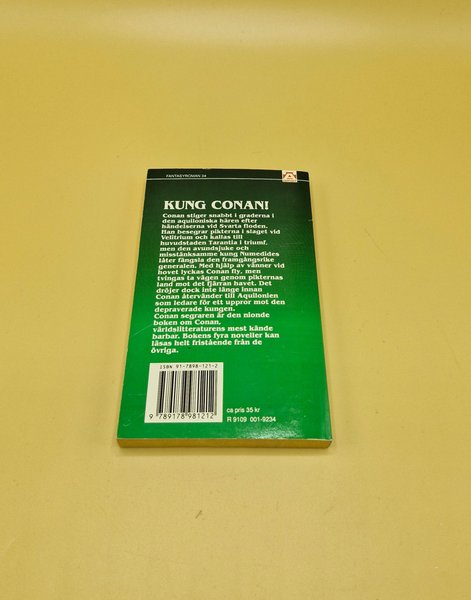 FANTASYROMAN 34
KUNG CONAN!
Conan stiger snabbt i graderna i
den aquiloniska hären efter
händelserna vid Svarta floden.
Han besegrar pikterna i slaget vid
Velitrium och kallas till
huvudstaden Tarantia i triumf,
men den avundsjuke och
misstänksamme kung Numedides
låter fängsla den framgångsrike
generalen. Med hjälp av vänner vid
hovet lyckas Conan fly, men
tvingas ta vägen genom pikternas
land mot det fjärran havet. Det
dröjer dock inte länge innan
Conan återvänder till Aquilonien
som ledare för ett uppror mot den
depraverade kungen.
Conan segraren är den nionde
boken om Conan,
världslitteraturens mest kände
barbar. Bokens fyra noveller kan
läsas helt fristående från de
övriga.
ISBN 91-7898-121-2
9 789178 981212
ca pris 35 kr
R 9109 001-9234